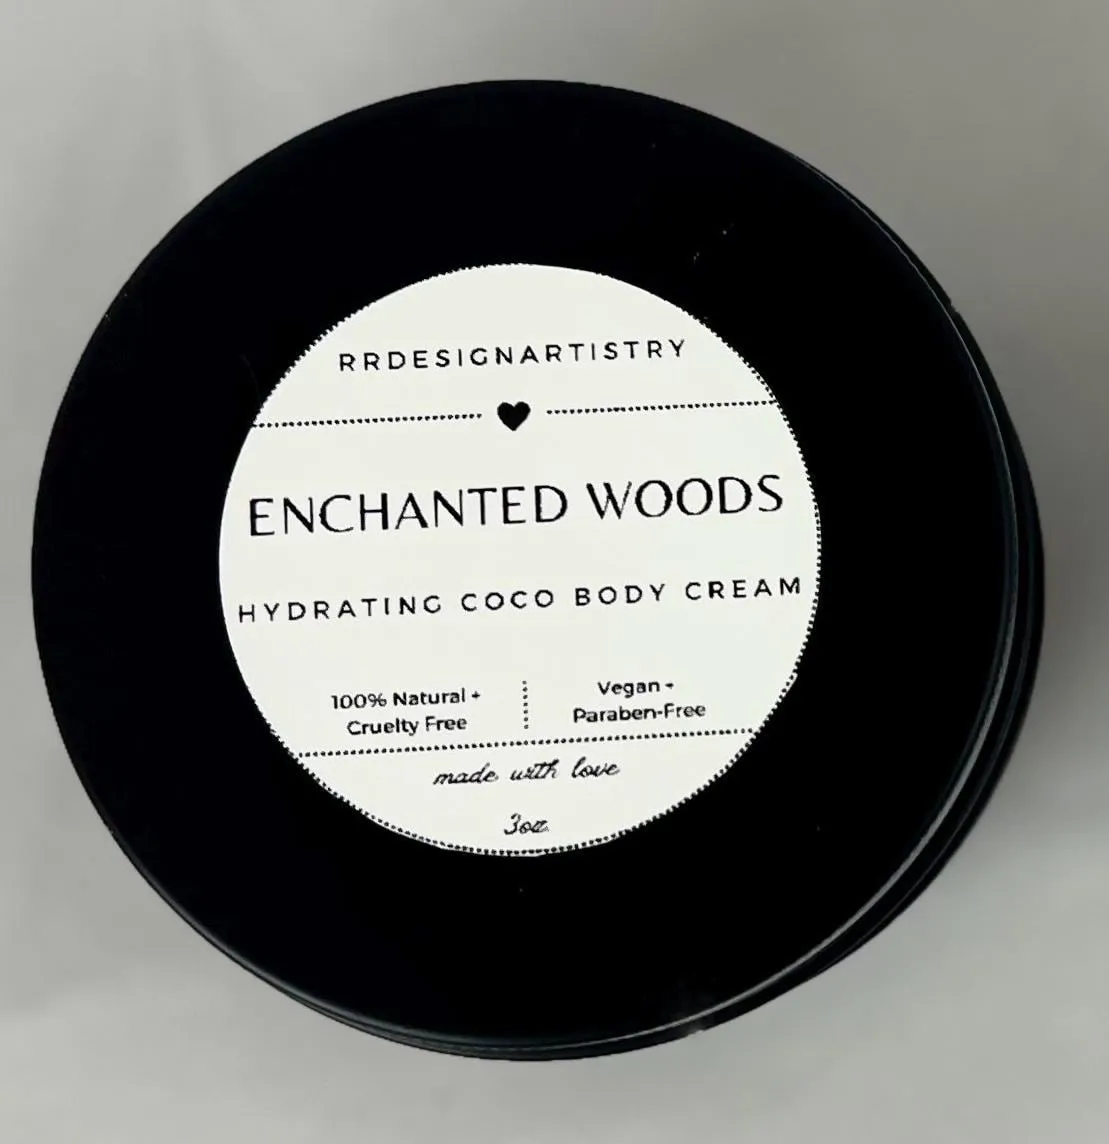 RRDESIGNARTISTRY
ENCHANTED WOODS
HYDRATING COCO BODY CREAM
100% Natural +
Cruelty Free
Vegan +
Paraben-Free
made with love
3oz